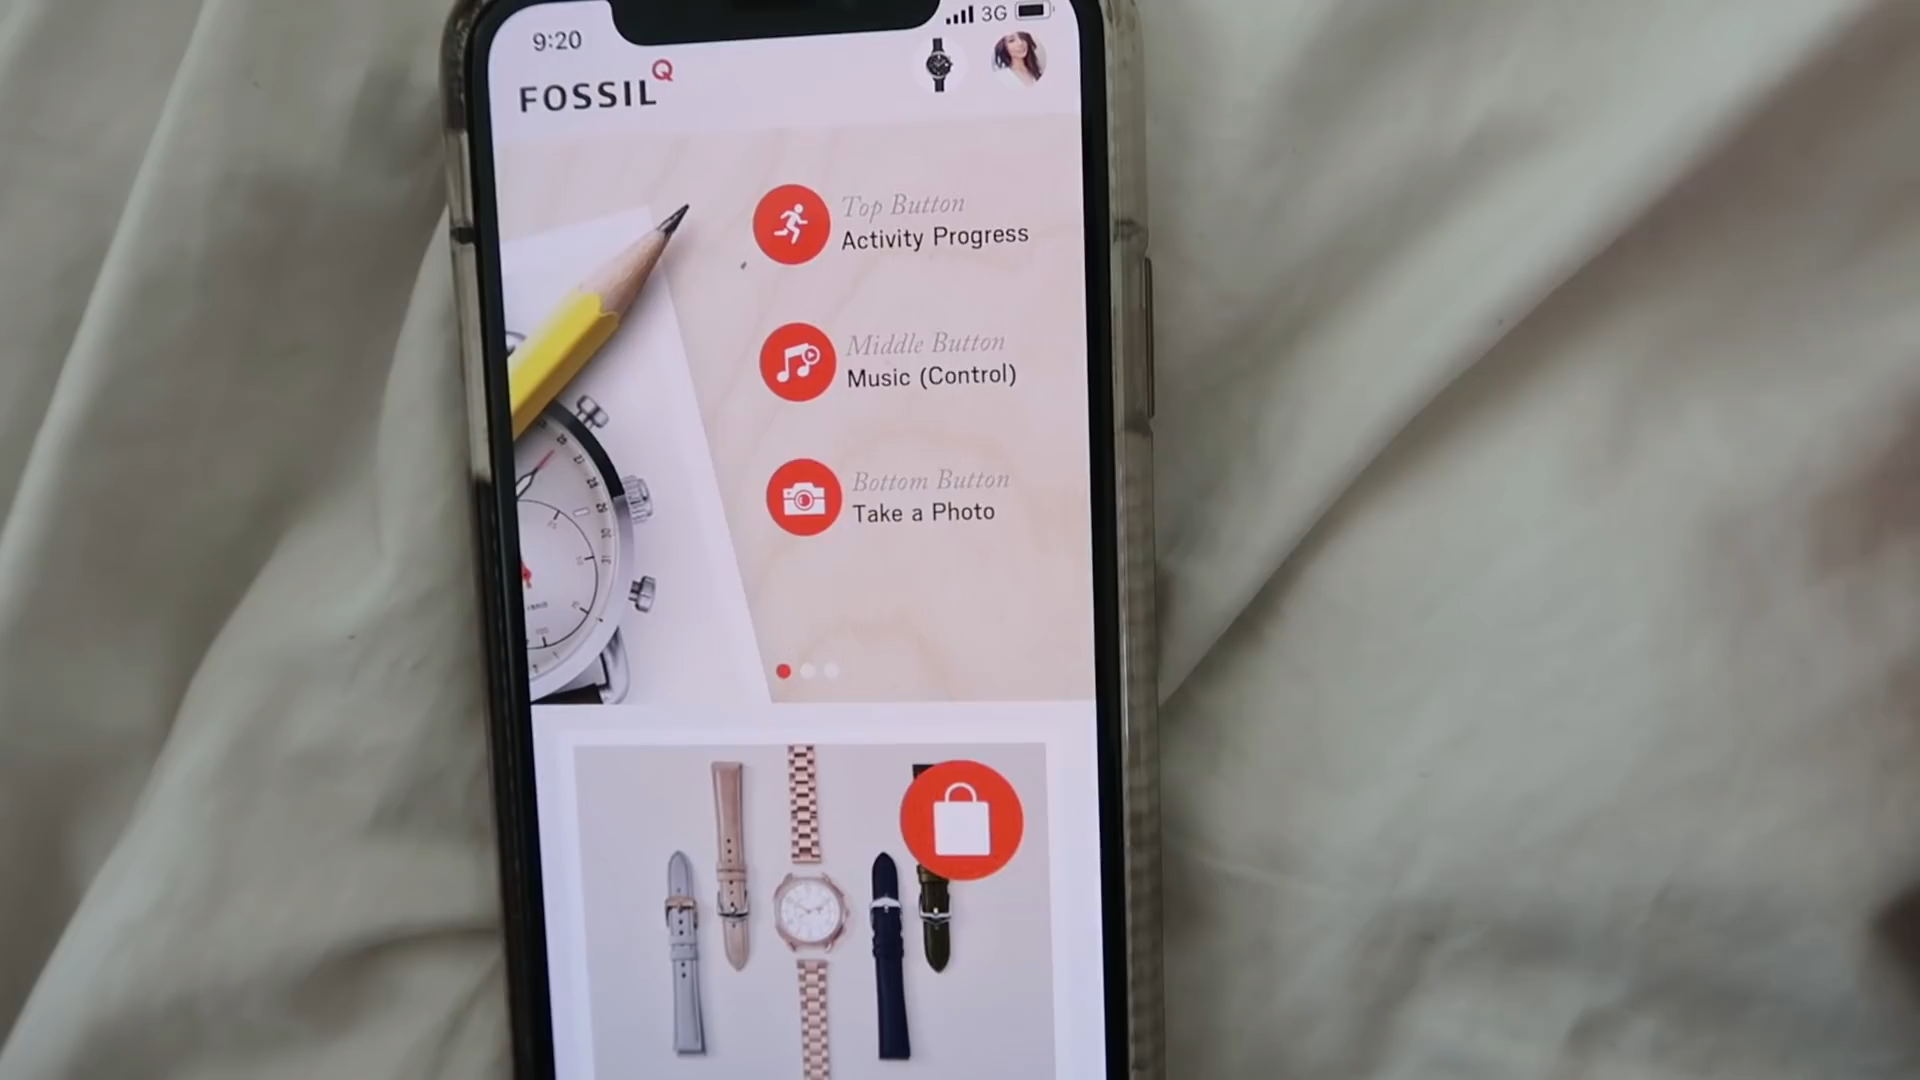 9:20
3G
FOSSIL Q
Top Button
Activity Progress
Middle Button
Music (Control)
Bottom Button
Take a Photo